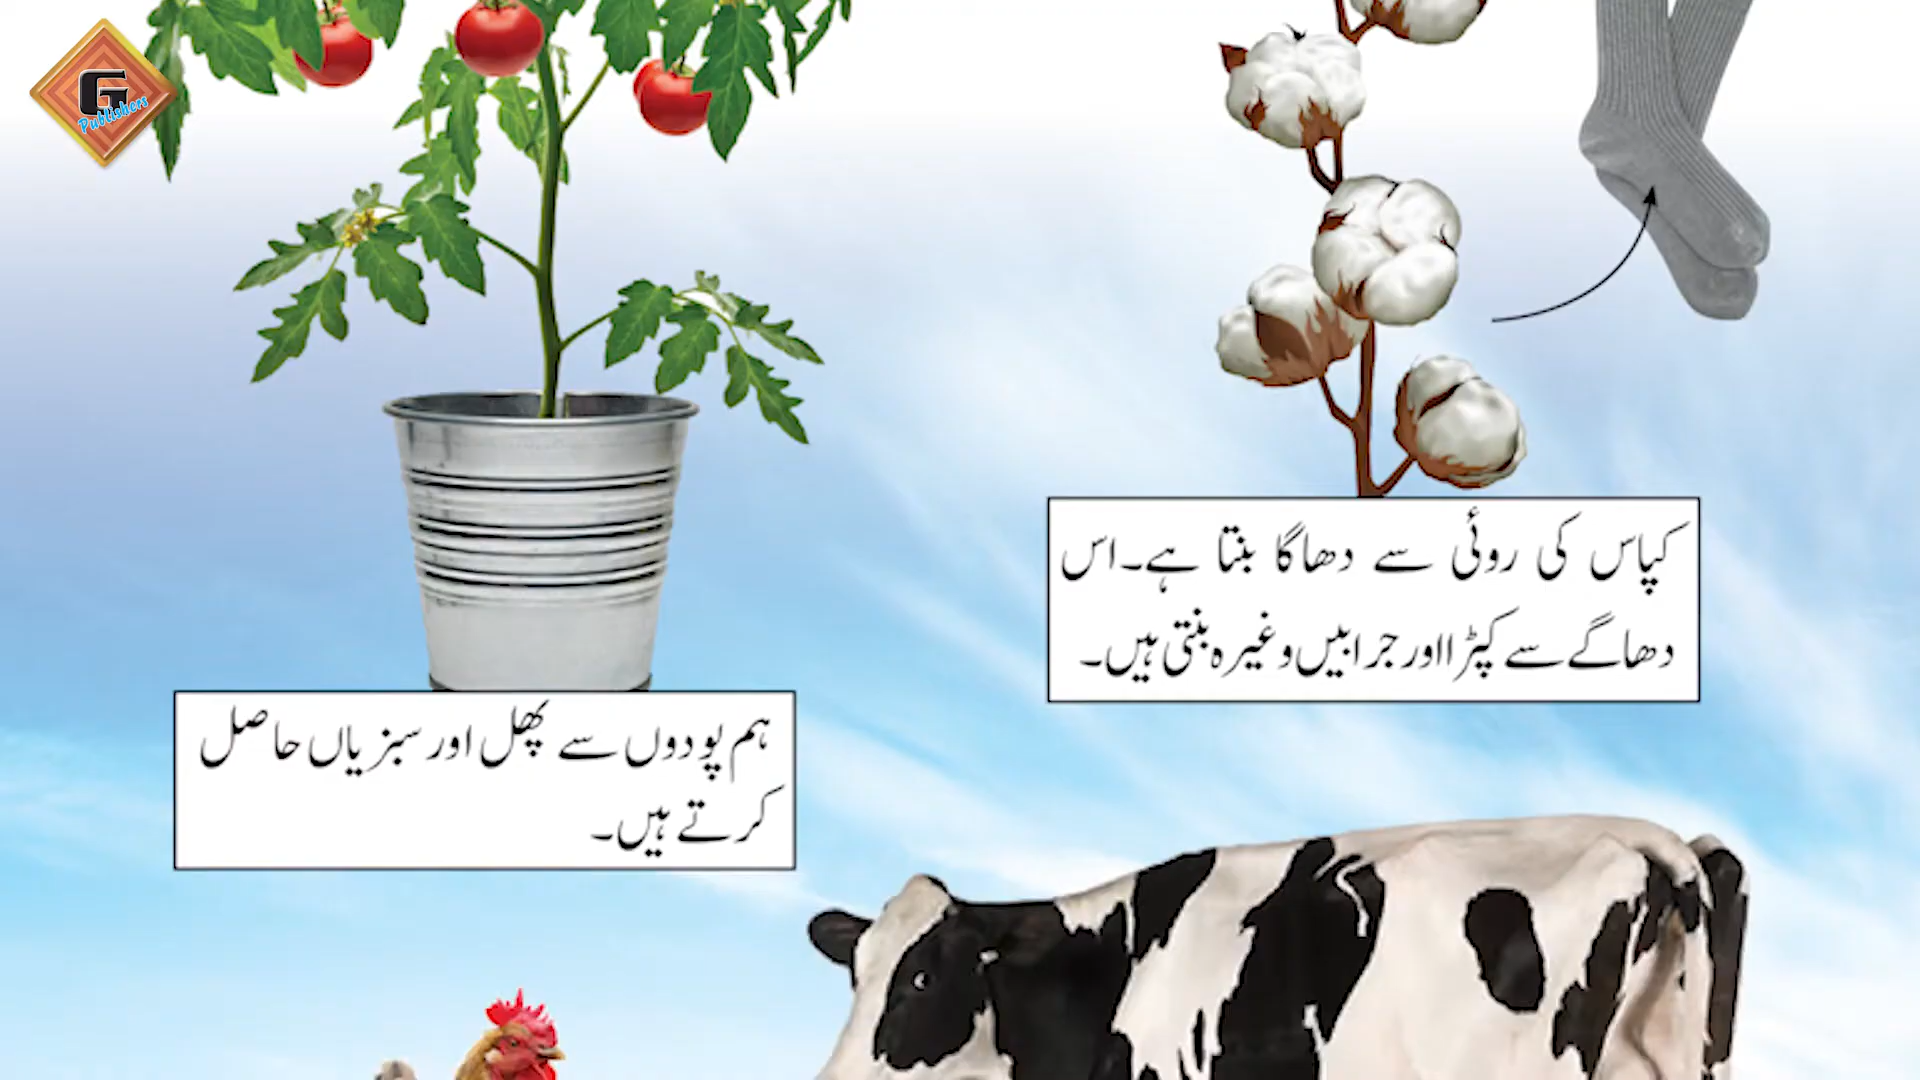 G
Publishers
کپاس کی روئی سے دھاگا بنتا ہے۔اس
دھاگے سے کپڑا اور جرابیں وغیرہ بنتی ہیں۔
ہم پودوں سے پھل اور سبزیاں حاصل
کرتے ہیں۔